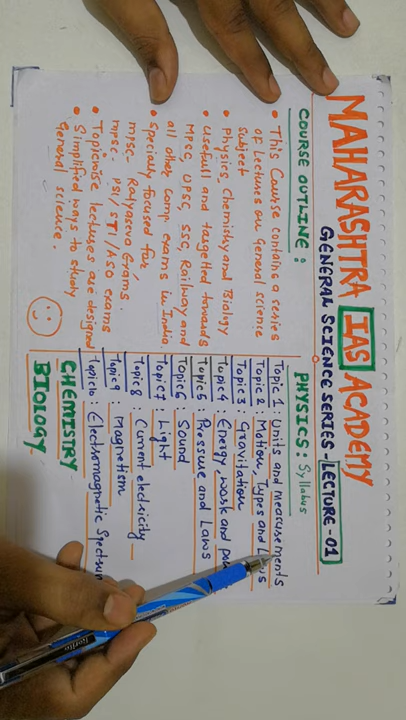 MAHARASHTRA IAS ACADEMY
GENERAL SCIENCE SERIES - LECTURE - 01
COURSE OUTLINE :
• This Course contains a series
of Lectures on General science
subject
• Physics, Chemistry and Biology
• Usefull and targetted towards
MPSC, UPSC, SSC, Railway and
all other comp exams in India.
• Specially focused for
MPSC - Rajyaseva Grams.
mpsc - PSI/STI/ASO exams
• Topicwise lectures are designed
• Simplified ways to study
General science.
PHYSICS : Syllabus
Topic 1 : Units and measurements
Topic 2 : Motion, Types and Laws
Topic 3 : Gravitation
Topic 4 : Energy work and
Topic 5 : Pressure and Laws
Topic 6 : Sound
Topic 7 : Light
Topic 8 : Current electricity
Topic 9 : Magnetism
Topic 10 : Electromagnetic Spectrum
CHEMISTRY
BIOLOGY